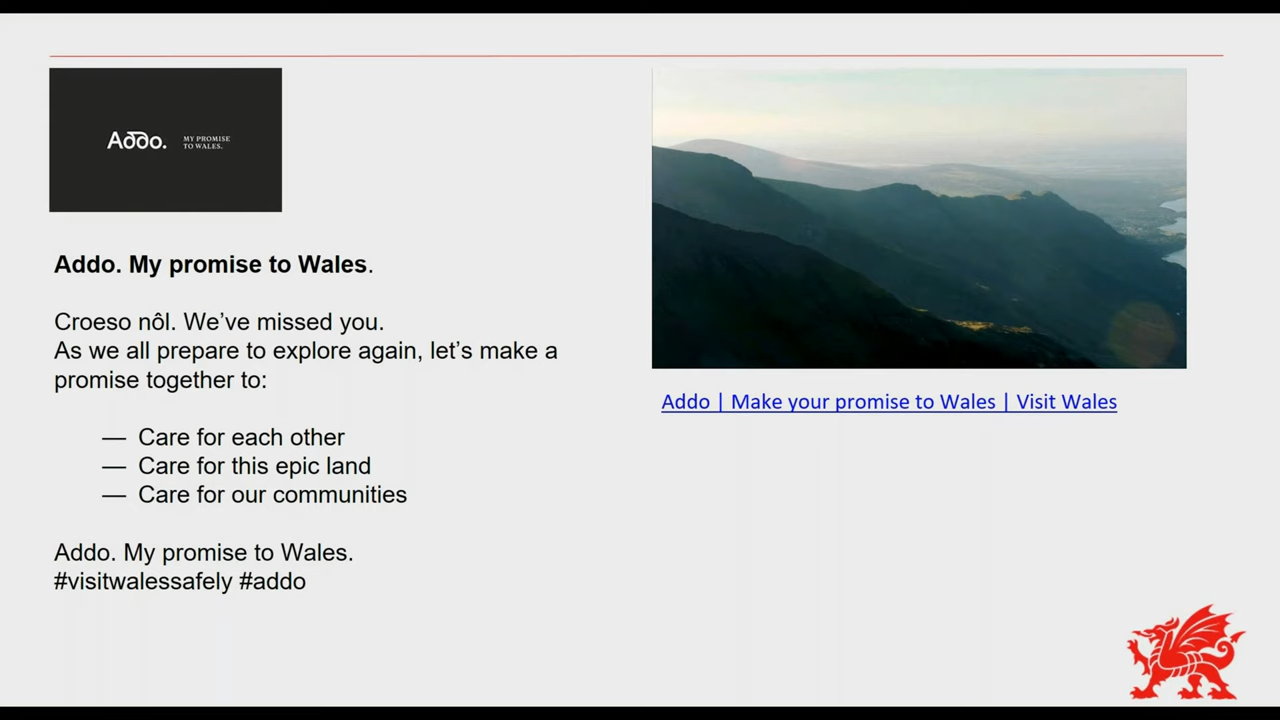 Addo. MY PROMISE
TO WALES.
Addo. My promise to Wales.
Croeso nôl. We’ve missed you.
As we all prepare to explore again, let’s make a
promise together to:
— Care for each other
— Care for this epic land
— Care for our communities
Addo. My promise to Wales.
#visitwalessafely #addo
Addo | Make your promise to Wales | Visit Wales